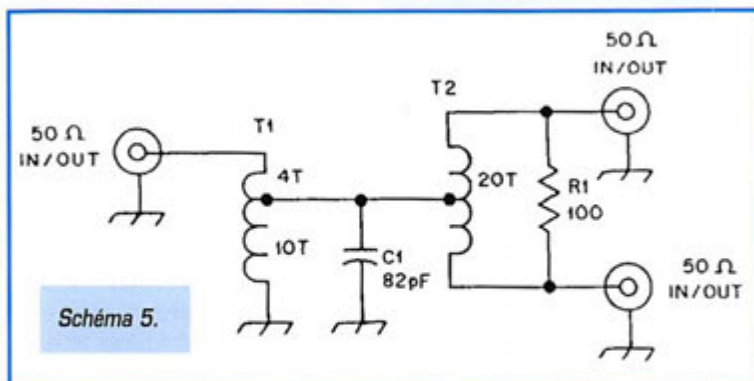 50 Ω
IN/OUT
T2
T1
50 Ω
IN/OUT
4T
20T
R1
100
10T
C1
82pF
50 Ω
IN/OUT
Schéma 5.